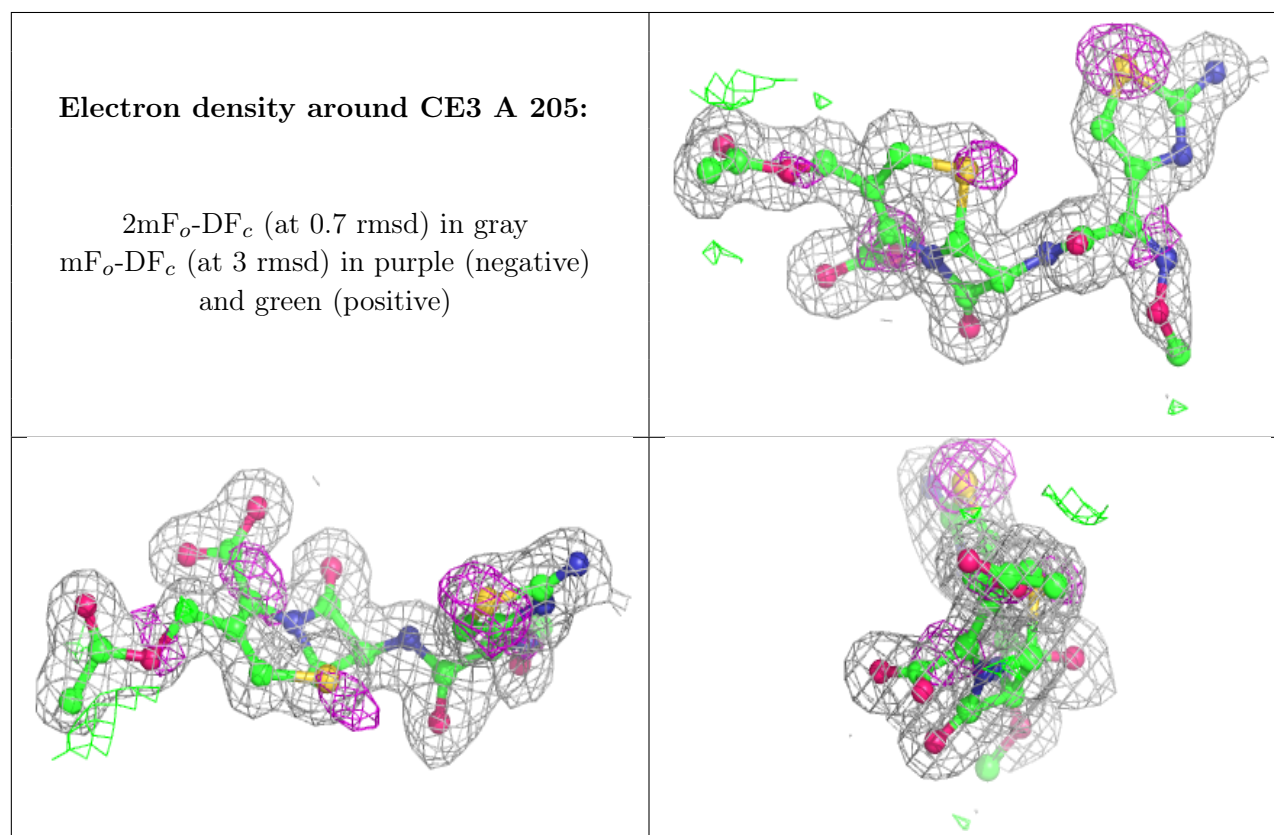 Electron density around CE3 A 205:
2mFₒ-DF𝒸 (at 0.7 rmsd) in gray
mFₒ-DF𝒸 (at 3 rmsd) in purple (negative)
and green (positive)